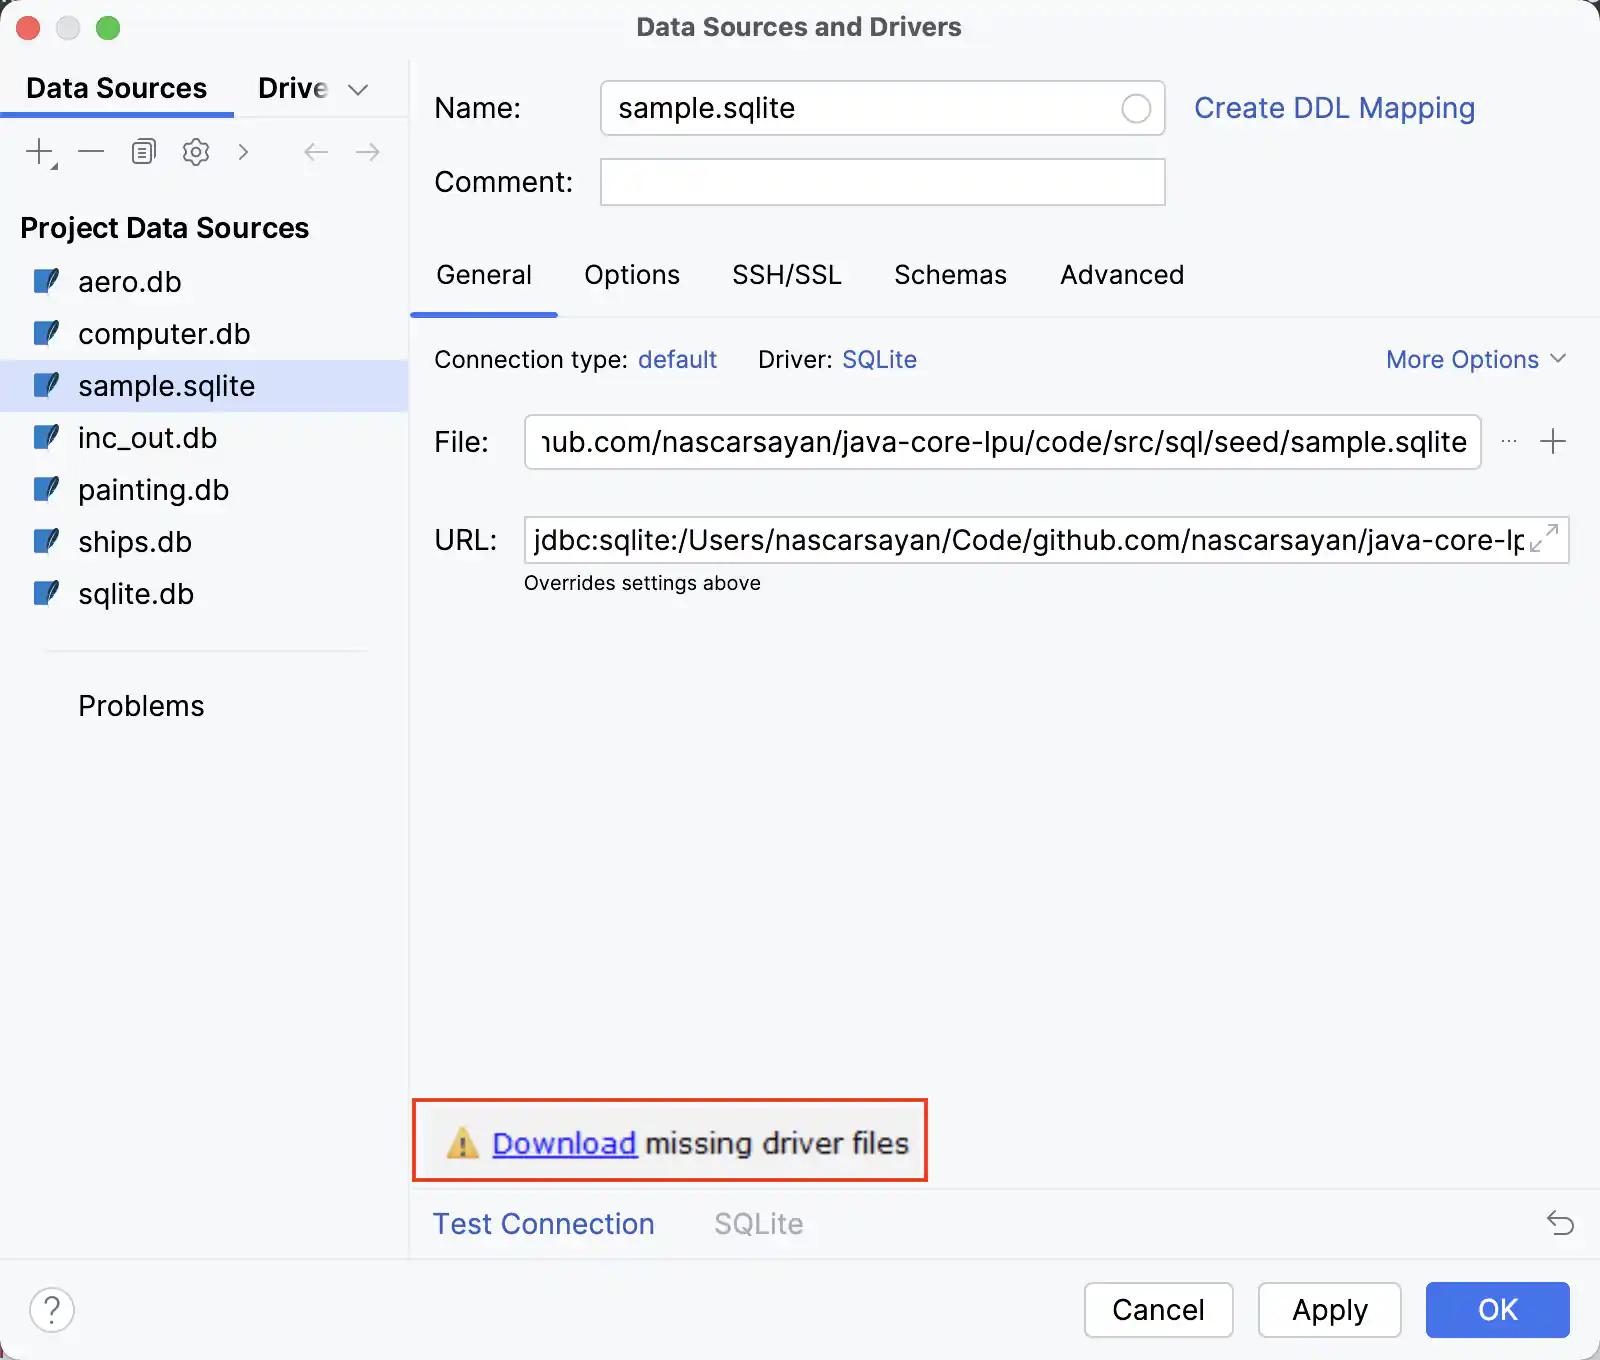 Data Sources and Drivers
Data Sources Drive
Project Data Sources
aero.db
computer.db
sample.sqlite
inc_out.db
painting.db
ships.db
sqlite.db
Problems
Name: sample.sqlite Create DDL Mapping
Comment:
General Options SSH/SSL Schemas Advanced
Connection type: default Driver: SQLite More Options
File: hub.com/nascarsayan/java-core-lpu/code/src/sql/seed/sample.sqlite ...
URL: jdbc:sqlite:/Users/nascarsayan/Code/github.com/nascarsayan/java-core-lp
Overrides settings above
Download missing driver files
Test Connection SQLite
? Cancel Apply OK